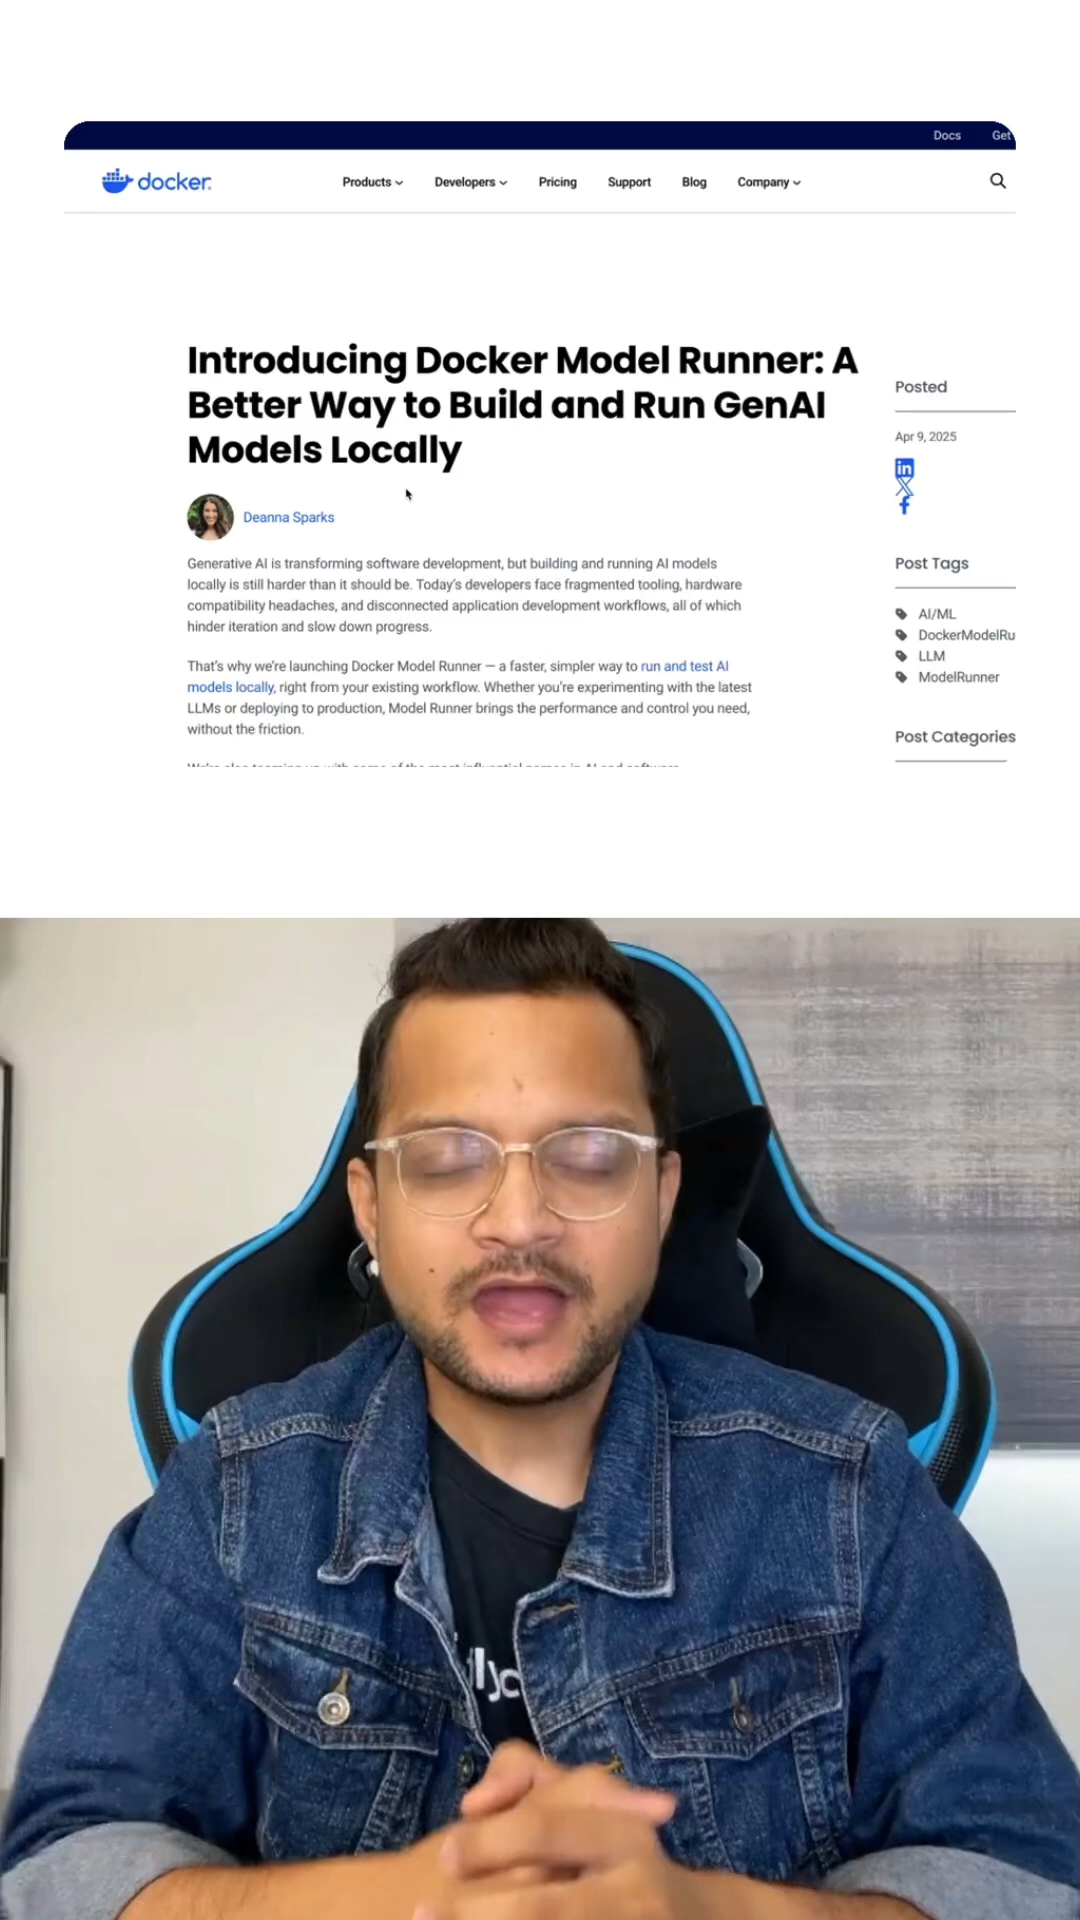 Docs Get
docker
Products Developers Pricing Support Blog Company
Introducing Docker Model Runner: A
Better Way to Build and Run GenAI
Models Locally
Deanna Sparks
Generative AI is transforming software development, but building and running AI models
locally is still harder than it should be. Today's developers face fragmented tooling, hardware
compatibility headaches, and disconnected application development workflows, all of which
hinder iteration and slow down progress.
That's why we're launching Docker Model Runner — a faster, simpler way to run and test AI
models locally, right from your existing workflow. Whether you're experimenting with the latest
LLMs or deploying to production, Model Runner brings the performance and control you need,
without the friction.
Posted
Apr 9, 2025
in
X
f
Post Tags
AI/ML
DockerModelRu
LLM
ModelRunner
Post Categories